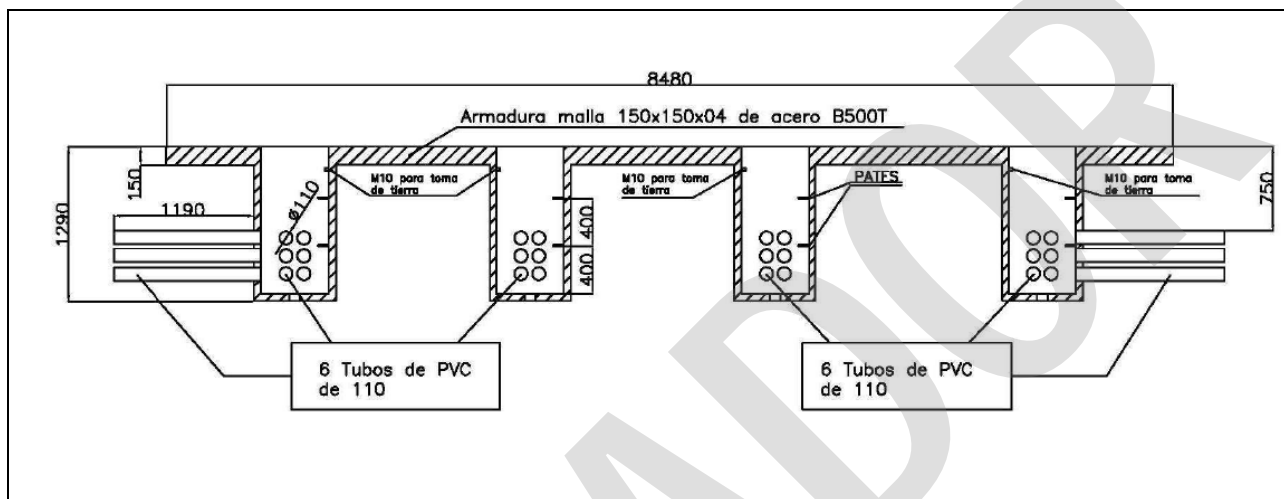 8480
Armadura malla 150x150x04 de acero B500T
150
1290
1190
Ø110
M10 para toma
de tierra
400
400
M10 para toma
de tierra
PATES
M10 para toma
de tierra
750
6 Tubos de PVC
de 110
6 Tubos de PVC
de 110
ADOR